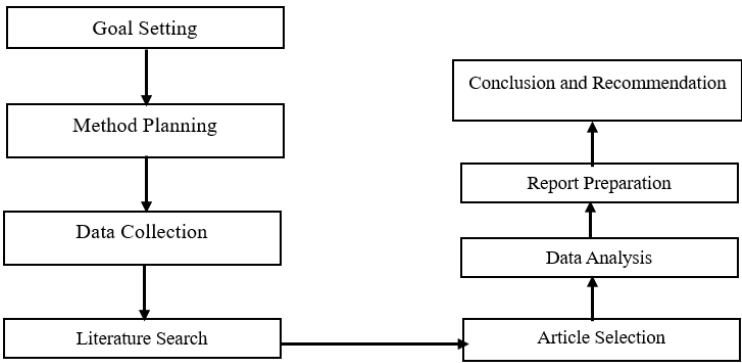 Goal Setting
Method Planning
Data Collection
Literature Search
Article Selection
Data Analysis
Report Preparation
Conclusion and Recommendation